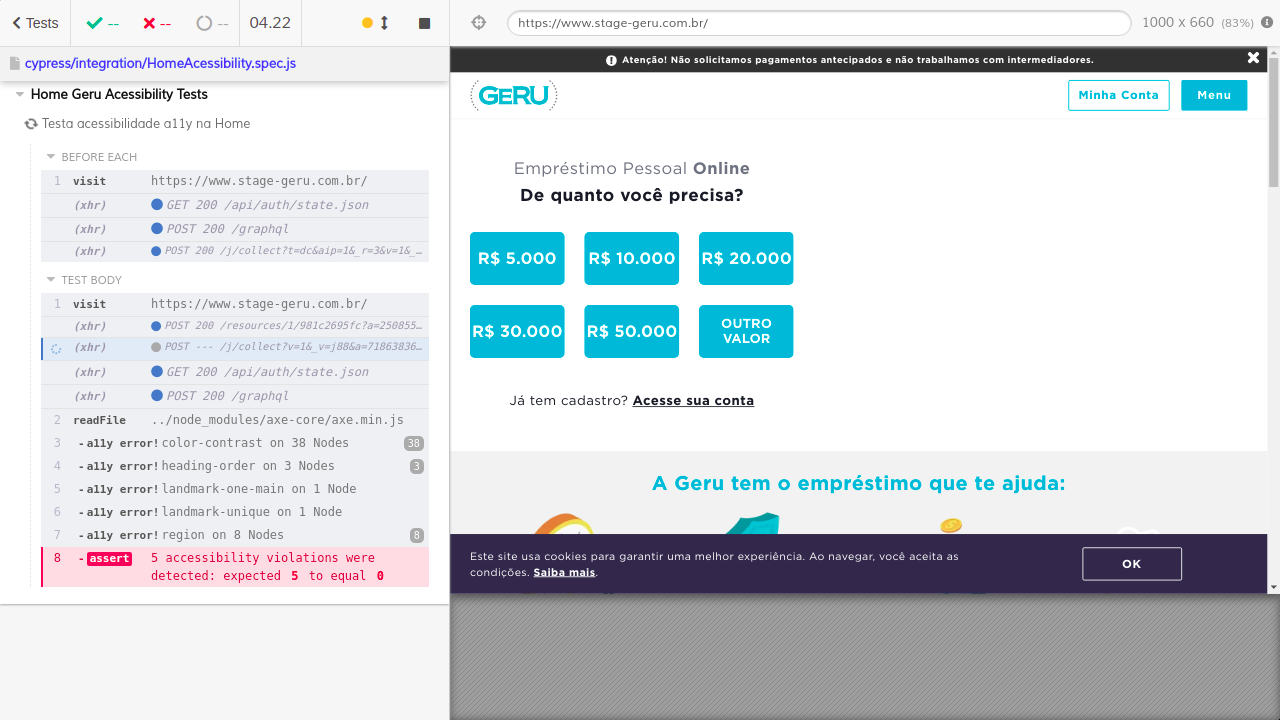 Tests -- -- -- 04.22
cypress/integration/HomeAcessibility.spec.js
Home Geru Acessibility Tests
Testa acessibilidade a11y na Home
BEFORE EACH
1 visit https://www.stage-geru.com.br/
(xhr) GET 200 /api/auth/state.json
(xhr) POST 200 /graphql
(xhr) POST 200 /j/collect?t=dc&aip=1&_r=3&v=1&_…
TEST BODY
1 visit https://www.stage-geru.com.br/
(xhr) POST 200 /resources/1/981c2695fc?a=250855…
(xhr) POST --- /j/collect?v=1&_v=j88&a=71863836…
(xhr) GET 200 /api/auth/state.json
(xhr) POST 200 /graphql
2 readFile ../node_modules/axe-core/axe.min.js
3 -a11y error! color-contrast on 38 Nodes 38
4 -a11y error! heading-order on 3 Nodes 3
5 -a11y error! landmark-one-main on 1 Node
6 -a11y error! landmark-unique on 1 Node
7 -a11y error! region on 8 Nodes 8
8 -assert 5 accessibility violations were
detected: expected 5 to equal 0
https://www.stage-geru.com.br/ 1000 x 660 (83%)
Atenção! Não solicitamos pagamentos antecipados e não trabalhamos com intermediadores.
GERU Minha Conta Menu
Empréstimo Pessoal Online
De quanto você precisa?
R$ 5.000 R$ 10.000 R$ 20.000
R$ 30.000 R$ 50.000 OUTRO
VALOR
Já tem cadastro? Acesse sua conta
A Geru tem o empréstimo que te ajuda:
Este site usa cookies para garantir uma melhor experiência. Ao navegar, você aceita as
condições. Saiba mais.
OK